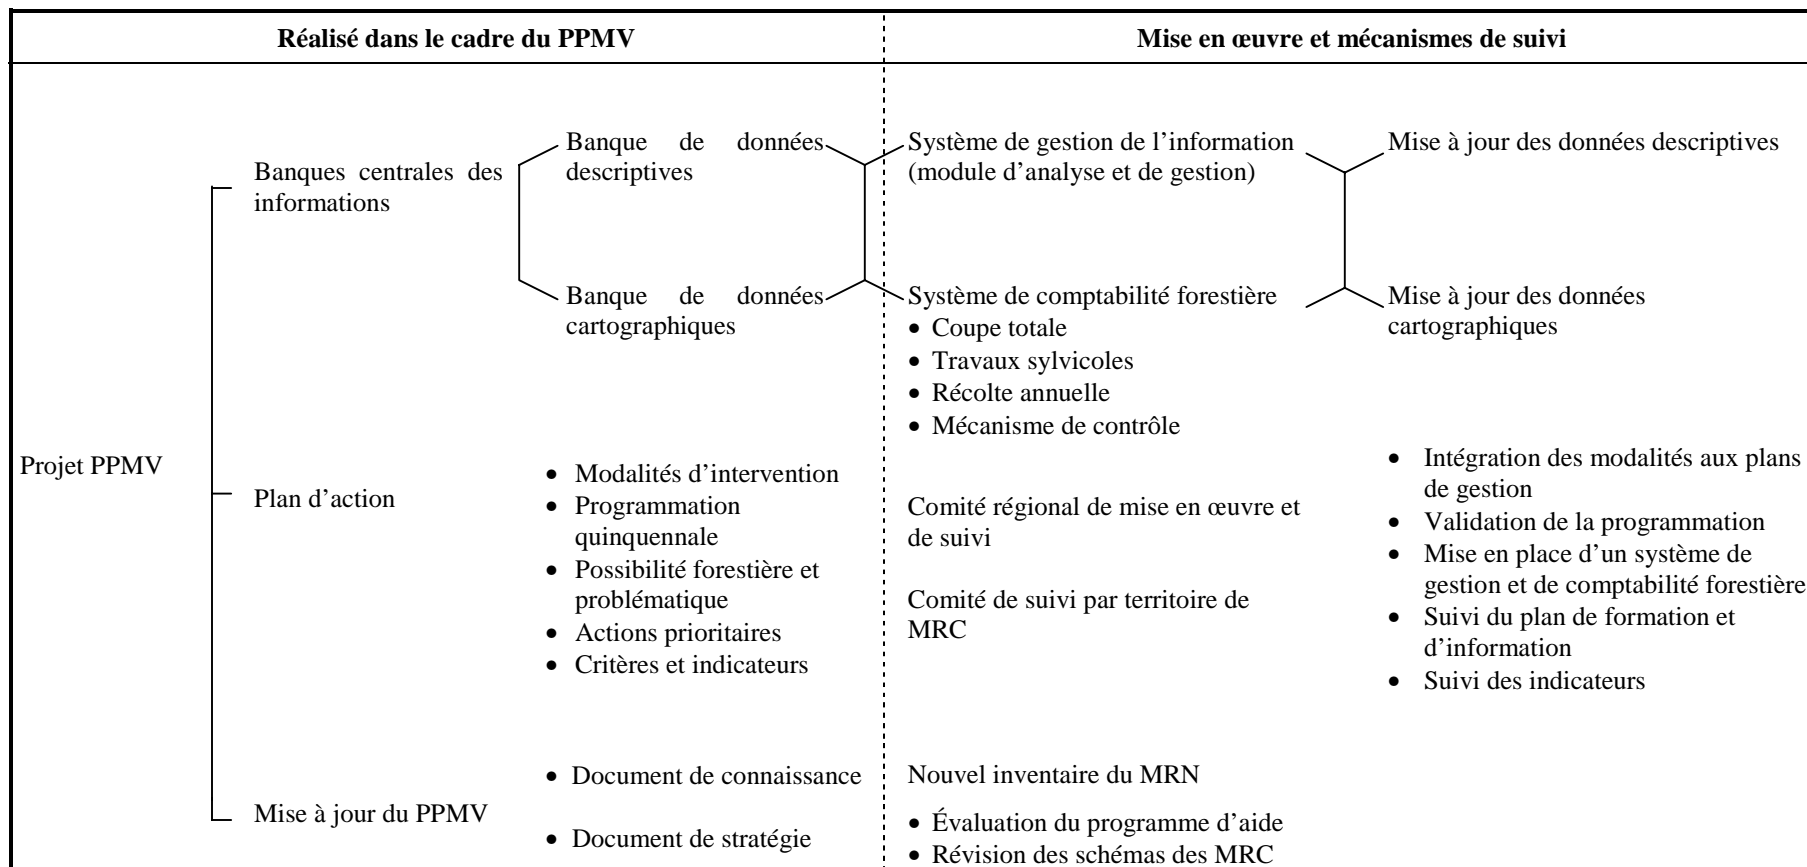 Réalisé dans le cadre du PPMV
Mise en œuvre et mécanismes de suivi
Projet PPMV
Banques centrales des
informations
Banque de données
descriptives
Banque de données
cartographiques
Système de gestion de l’information
(module d’analyse et de gestion)
Système de comptabilité forestière
• Coupe totale
• Travaux sylvicoles
• Récolte annuelle
• Mécanisme de contrôle
Mise à jour des données descriptives
Mise à jour des données
cartographiques
Plan d’action
• Modalités d’intervention
• Programmation
quinquennale
• Possibilité forestière et
problématique
• Actions prioritaires
• Critères et indicateurs
Comité régional de mise en œuvre et
de suivi
Comité de suivi par territoire de
MRC
• Intégration des modalités aux plans
de gestion
• Validation de la programmation
• Mise en place d’un système de
gestion et de comptabilité forestière
• Suivi du plan de formation et
d’information
• Suivi des indicateurs
Mise à jour du PPMV
• Document de connaissance
• Document de stratégie
Nouvel inventaire du MRN
• Évaluation du programme d’aide
• Révision des schémas des MRC